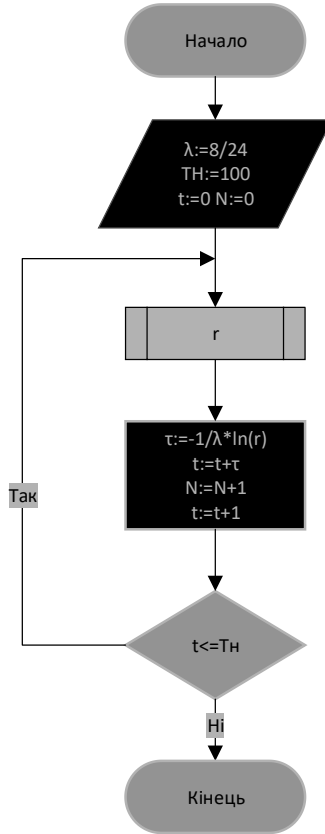 Начало
λ:=8/24
TH:=100
t:=0 N:=0
r
τ:=-1/λ*ln(r)
t:=t+τ
N:=N+1
t:=t+1
Так
t<=Tн
Ні
Кінець